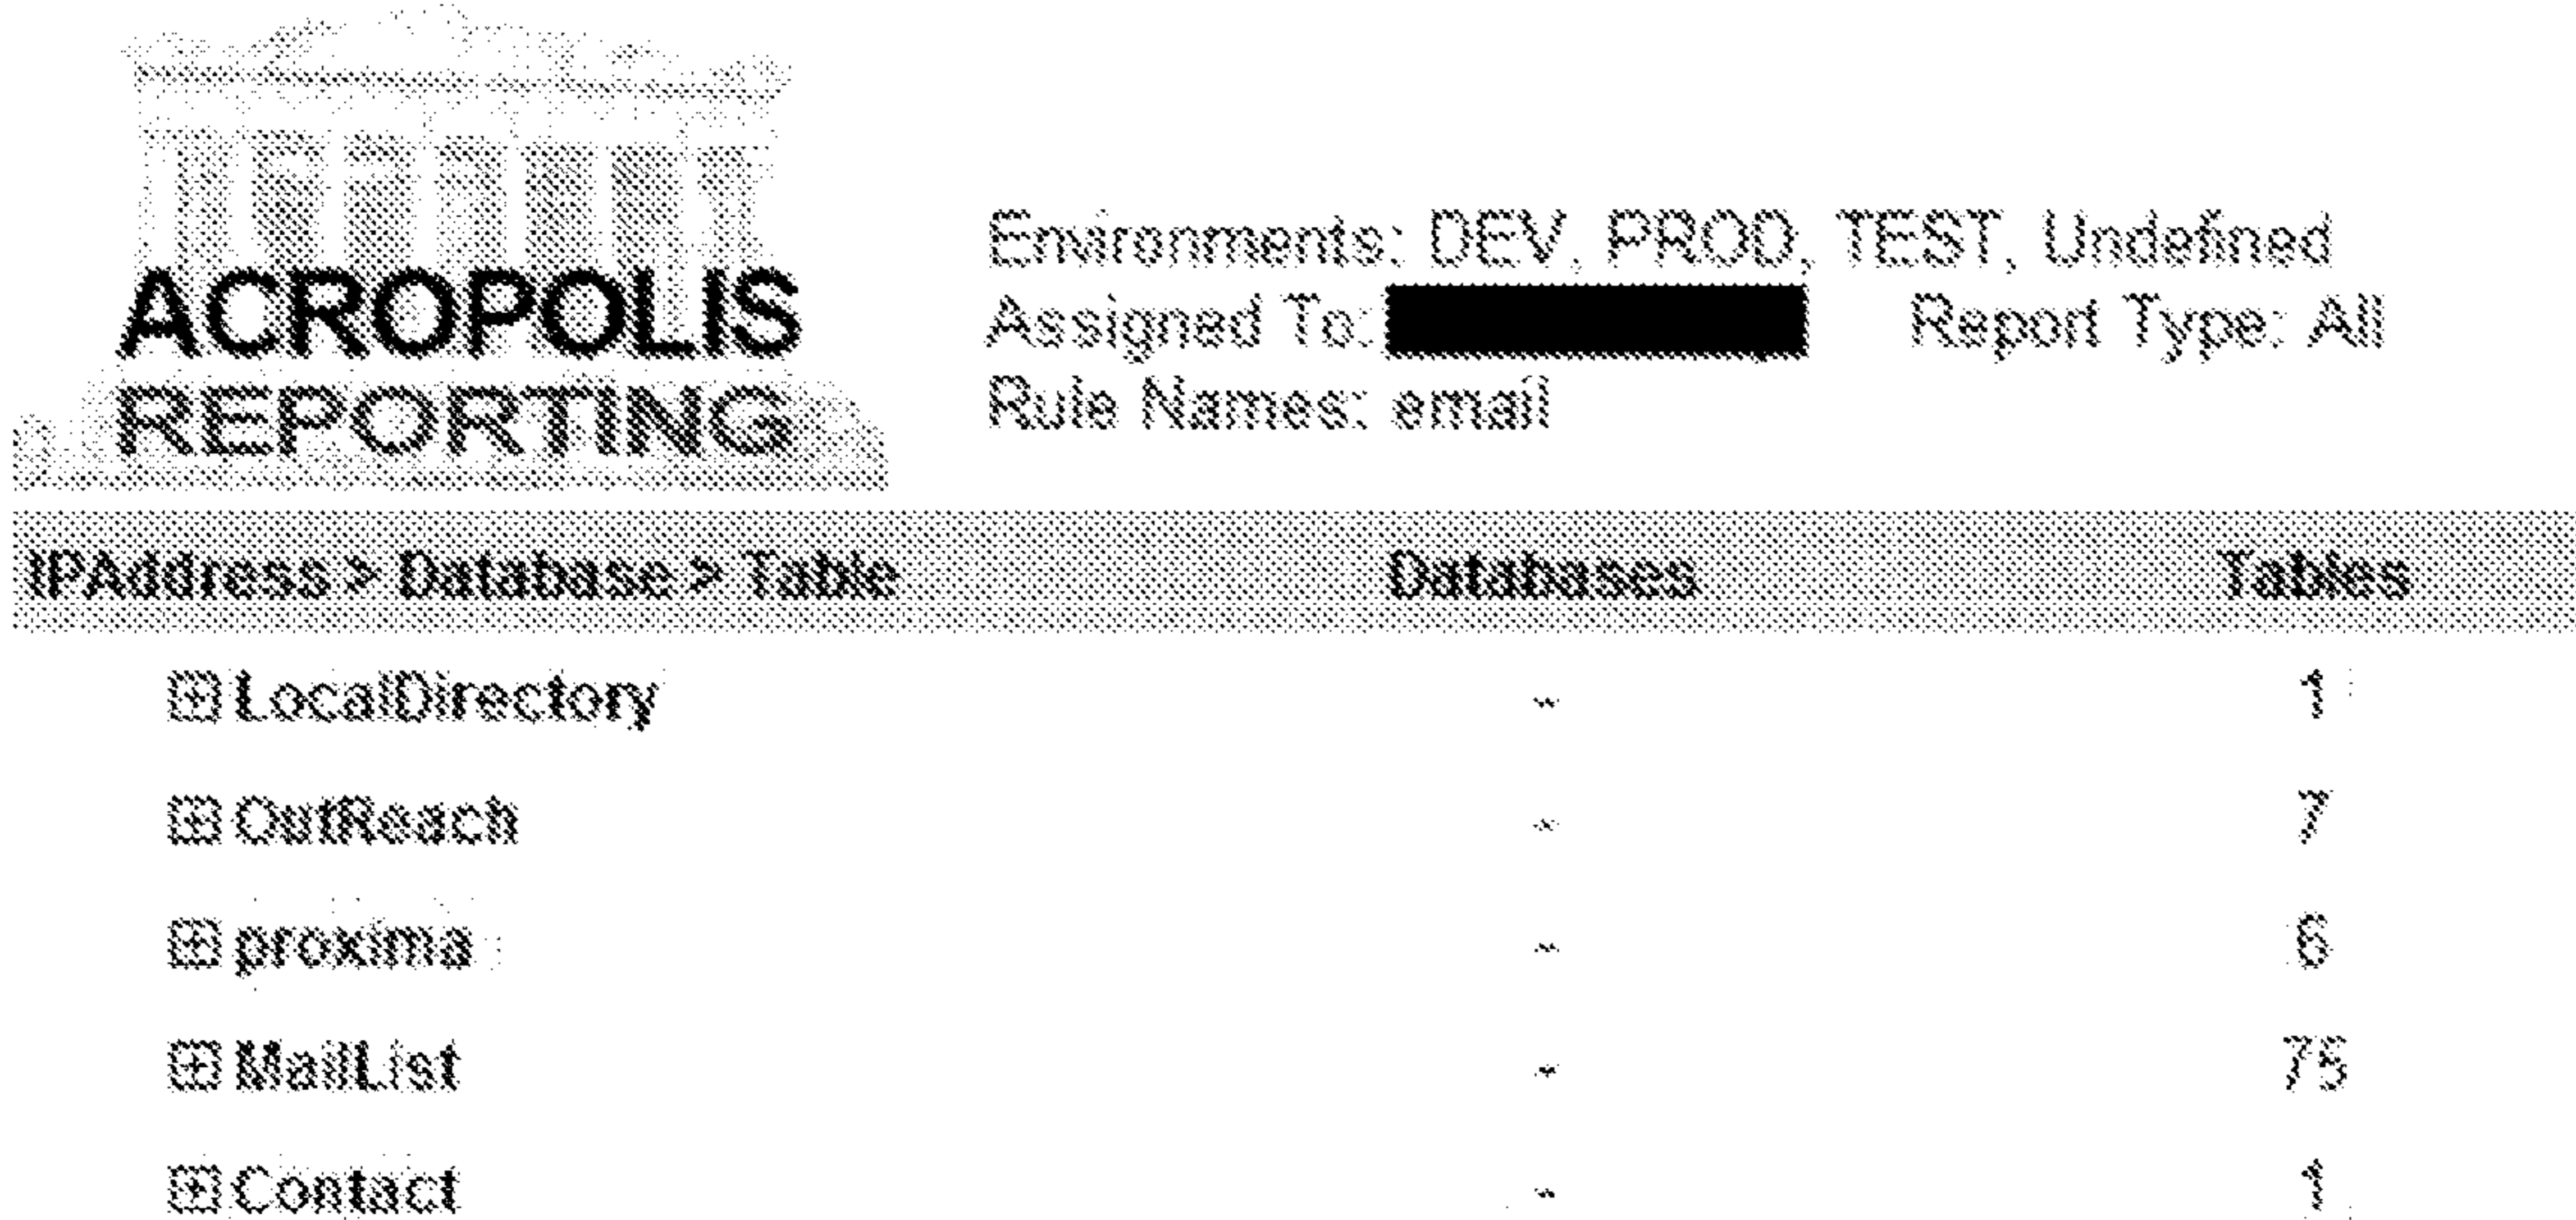 ACROPOLIS
REPORTING
Environments: DEV, PROD, TEST, Undefined
Assigned To: Report Type: All
Rule Names: email
IPAddress > Database > Table Databases Tables
LocalDirectory - 1
OutReach - 7
proxima - 6
MailList - 75
Contact - 1